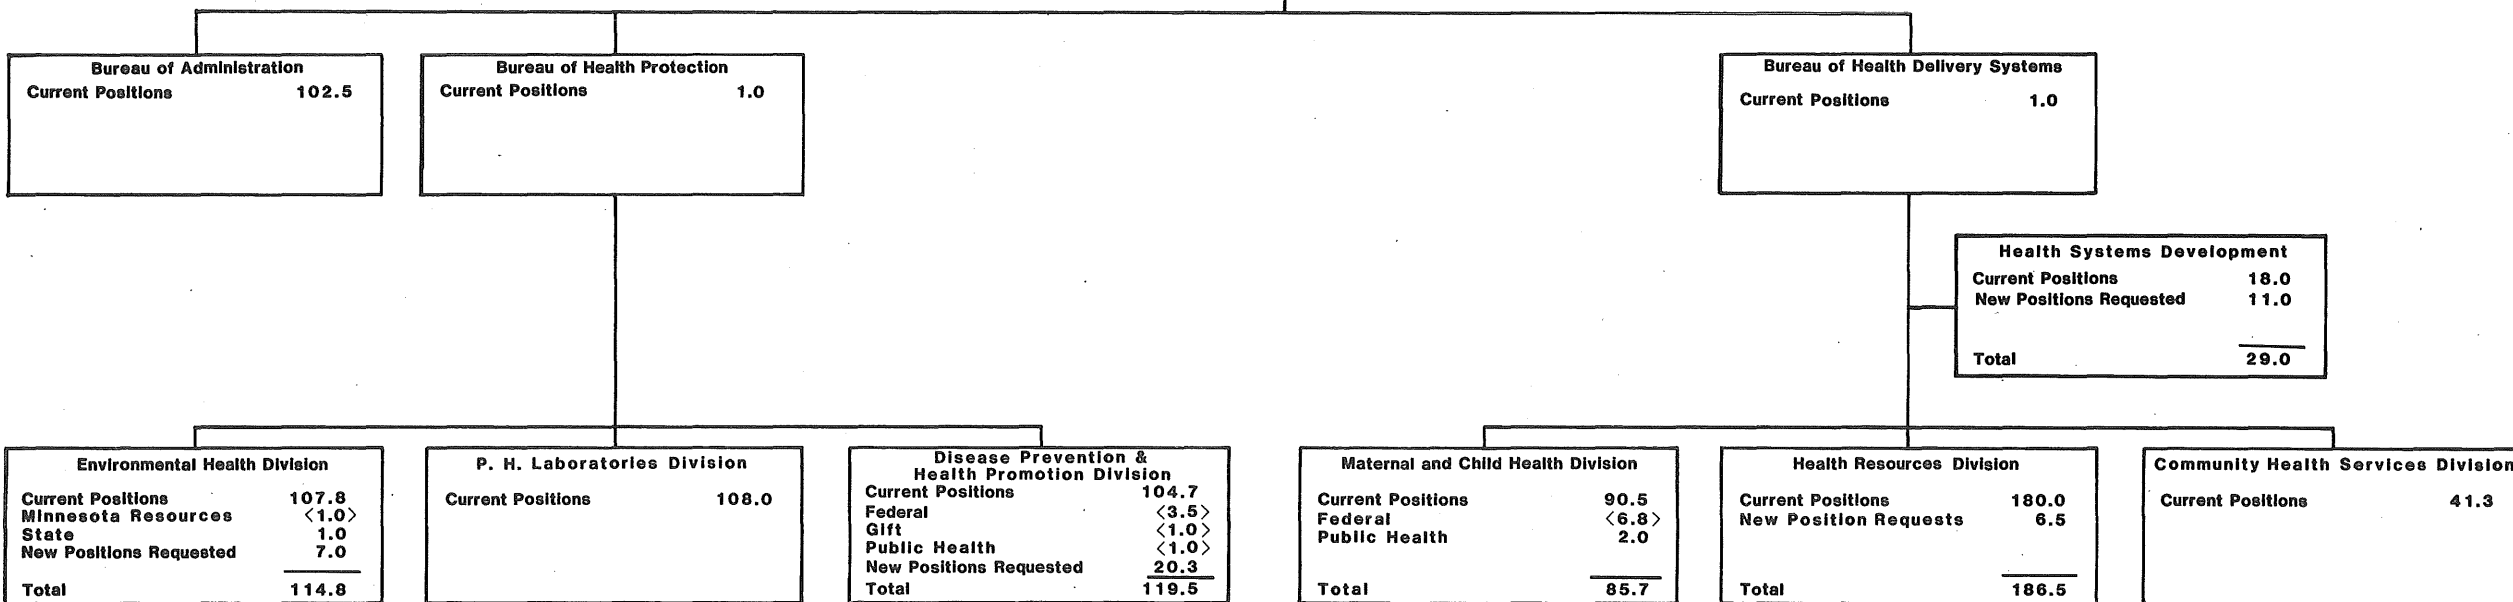 Bureau of Administration
Current Positions 102.5
Bureau of Health Protection
Current Positions 1.0
Bureau of Health Delivery Systems
Current Positions 1.0
Health Systems Development
Current Positions 18.0
New Positions Requested 11.0
Total 29.0
Environmental Health Division
Current Positions 107.8
Minnesota Resources <1.0>
State 1.0
New Positions Requested 7.0
Total 114.8
P. H. Laboratories Division
Current Positions 108.0
Disease Prevention &
Health Promotion Division
Current Positions 104.7
Federal <3.5>
Gift <1.0>
Public Health <1.0>
New Positions Requested 20.3
Total 119.5
Maternal and Child Health Division
Current Positions 90.5
Federal <6.8>
Public Health 2.0
Total 85.7
Health Resources Division
Current Positions 180.0
New Position Requests 6.5
Total 186.5
Community Health Services Division
Current Positions 41.3